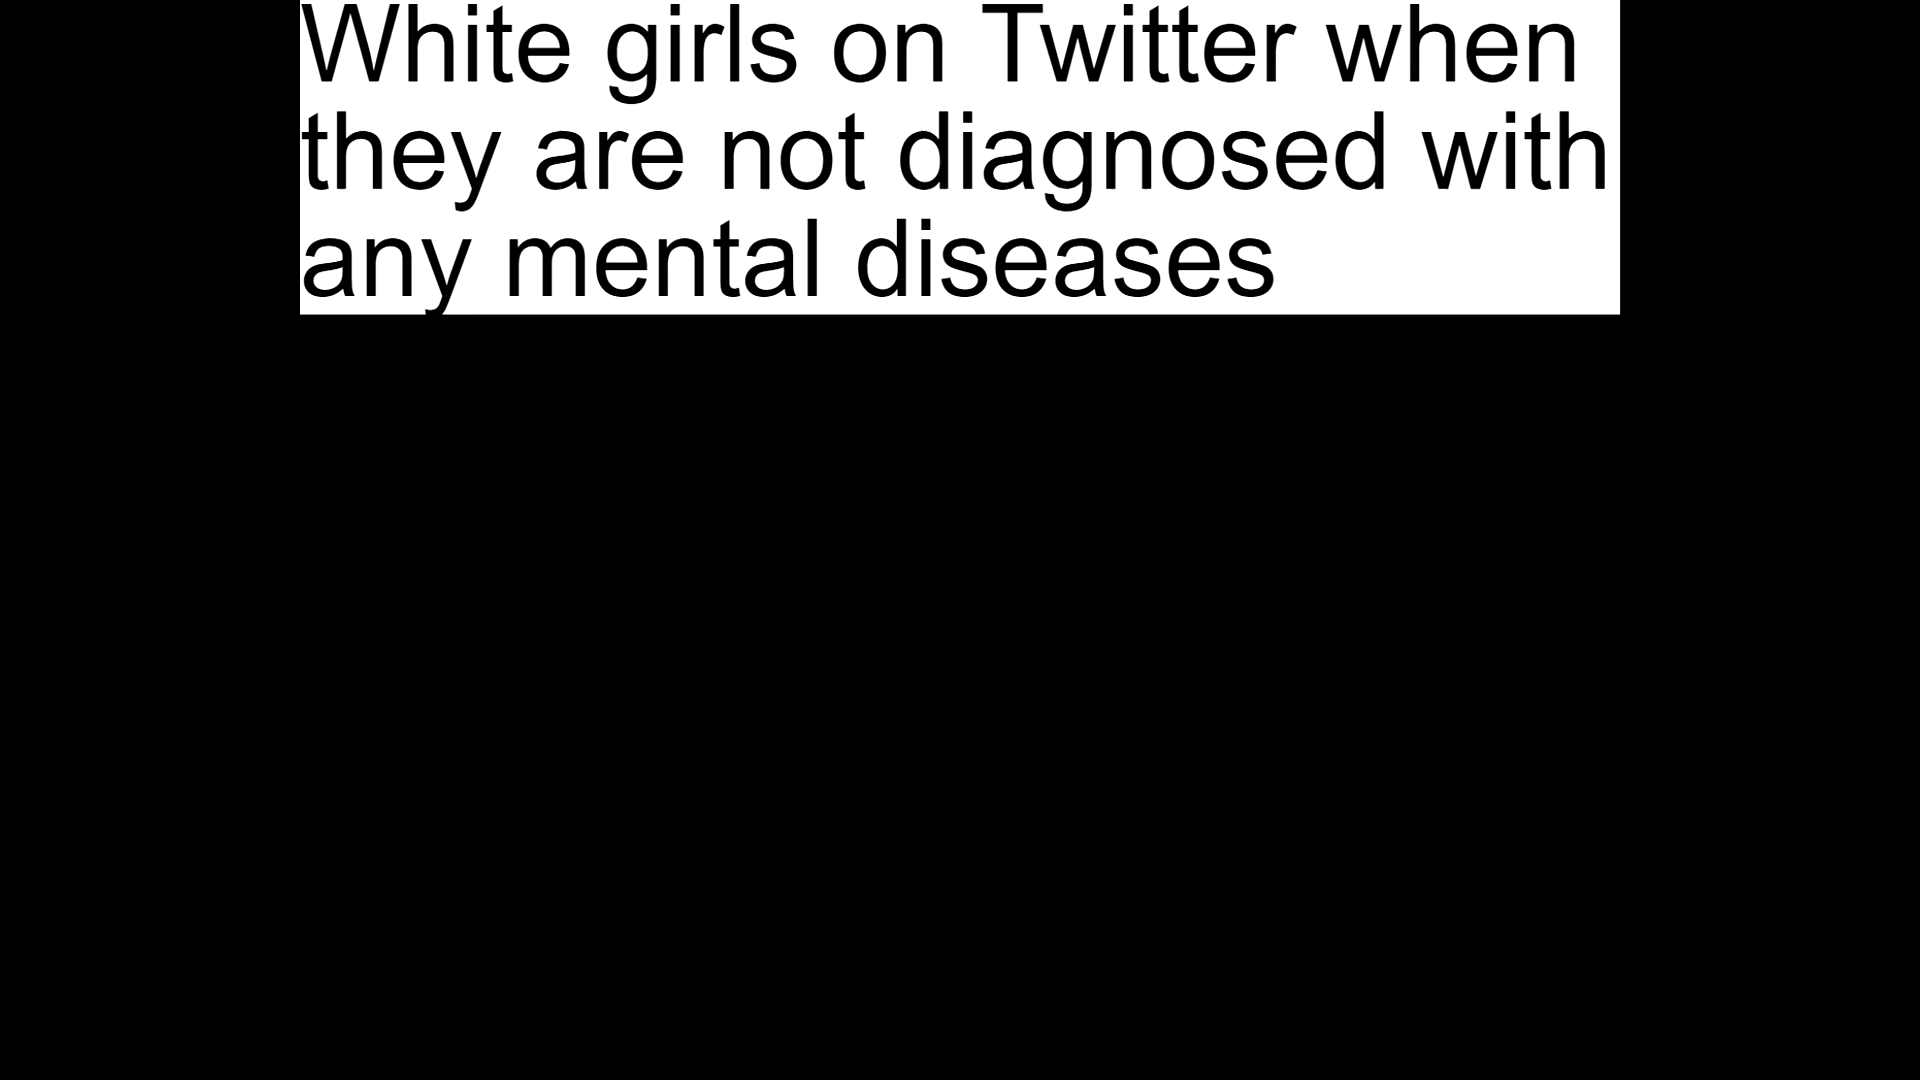 White girls on Twitter when
they are not diagnosed with
any mental diseases